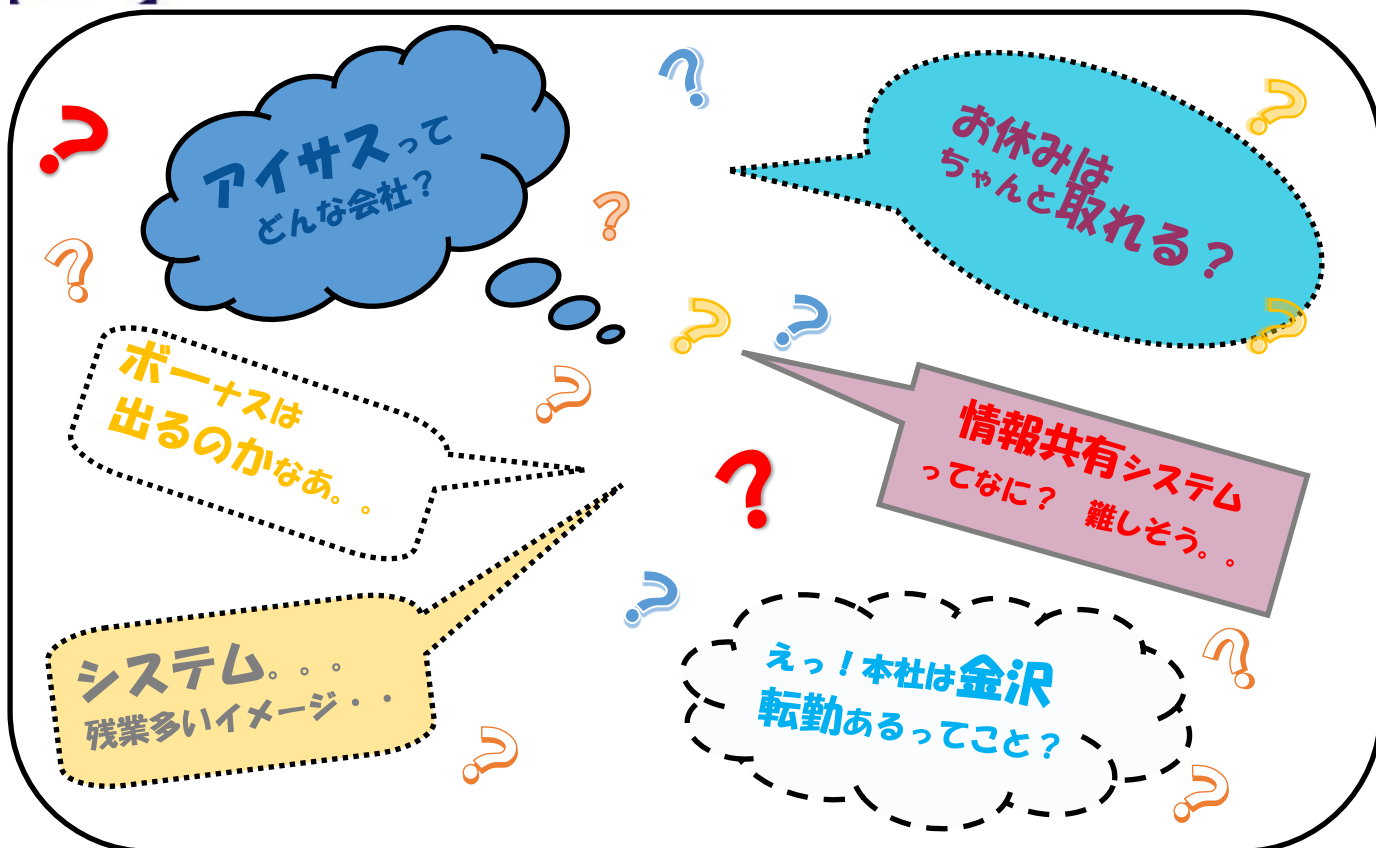 アイサスって
どんな会社？
お休みは
ちゃんと取れる？
ボーナスは
出るのかなあ。。
情報共有システム
ってなに？　難しそう。。
システム。。。
残業多いイメージ・・
えっ！本社は金沢
転勤あるってこと？